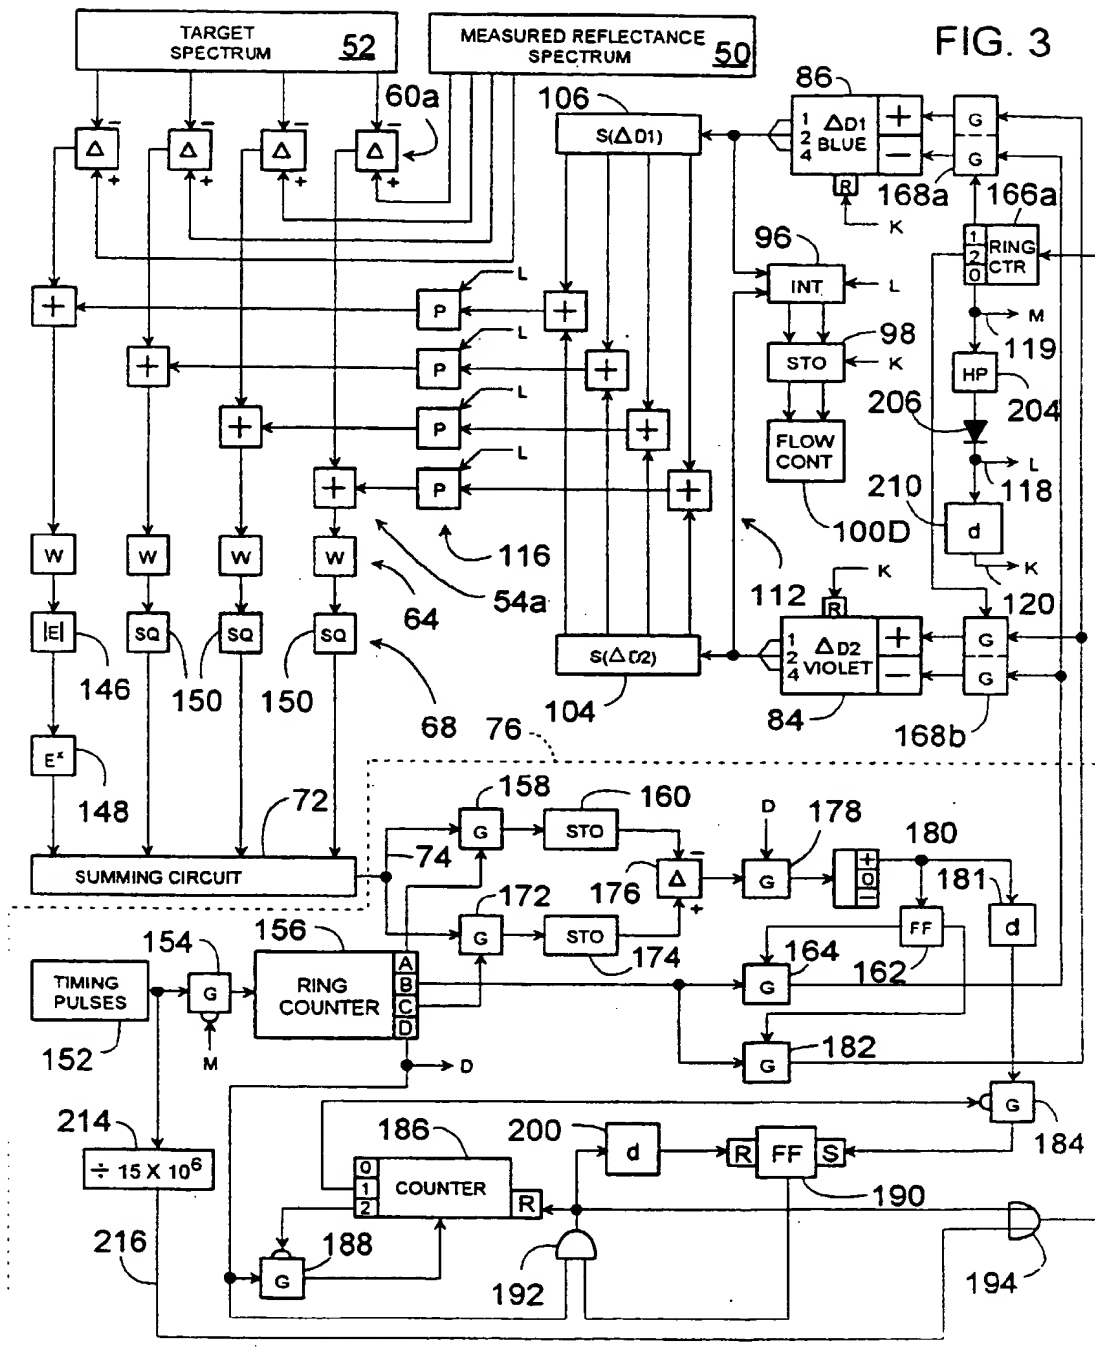 FIG. 3
TARGET SPECTRUM 52
MEASURED REFLECTANCE SPECTRUM 50
60a
106
86
- - - -
Δ Δ Δ Δ
+ + + +
S(ΔD1)
1 2 4
ΔD1 BLUE
+
−
G
G
R
K
168a
166a
1 2 0
RING CTR
96
INT
L
M
119
98
STO
K
HP
204
206
FLOW CONT
100D
L
118
210
d
K
120
+ P L +
+ P L +
+ P L +
+ P L +
116
54a
112
W W W W
64
|E| SQ SQ SQ
146 150 150
68
Eˣ
148
K
R
1 2 4
ΔD2 VIOLET
+
−
G
G
S(ΔD2)
104
84
168b
76
72
SUMMING CIRCUIT
74
158
G
160
STO
172
G
STO
174
−
176
Δ
+
D
178
G
+
0
−
180
181
d
FF
162
164
G
182
G
154
156
TIMING PULSES
152
G
M
RING COUNTER
A
B
C
D
D
214
÷ 15 X 10⁶
216
186
0
1
2
COUNTER
R
188
G
200
d
R FF S
190
192
G
184
194